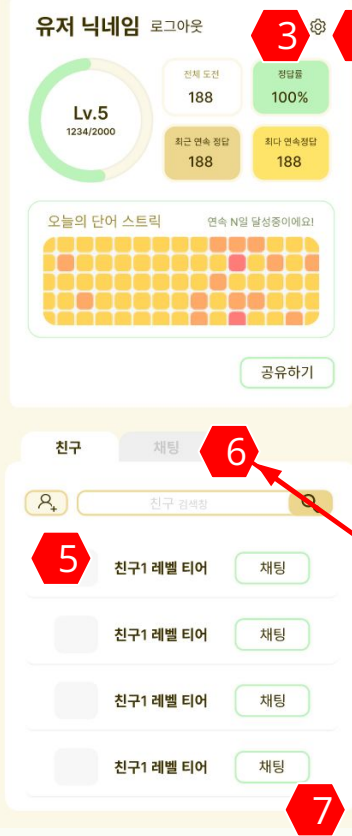 유저 닉네임 로그아웃
3
전체 도전
188
정답률
100%
Lv.5
1234/2000
최근 연속 정답
188
최다 연속정답
188
오늘의 단어 스트릭
연속 N일 달성중이에요!
공유하기
친구
채팅
6
친구 검색창
5
친구1 레벨 티어
채팅
친구1 레벨 티어
채팅
친구1 레벨 티어
채팅
친구1 레벨 티어
채팅
7